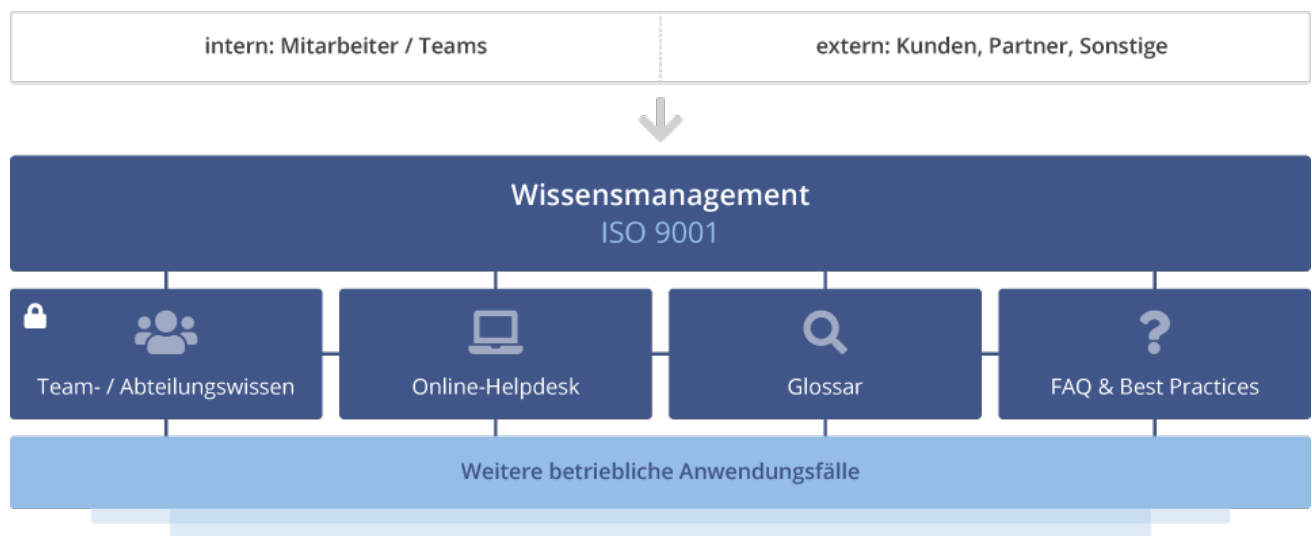 intern: Mitarbeiter / Teams
extern: Kunden, Partner, Sonstige
Wissensmanagement
ISO 9001
Team- / Abteilungswissen
Online-Helpdesk
Glossar
FAQ & Best Practices
Weitere betriebliche Anwendungsfälle